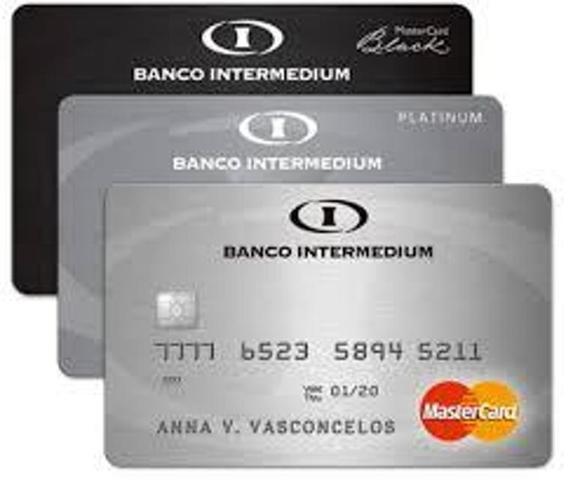 MasterCard
Black
BANCO INTERMEDIUM
PLATINUM
BANCO INTERMEDIUM
BANCO INTERMEDIUM
7777 6523 5894 5211
01/20
ANNA V. VASCONCELOS
MasterCard